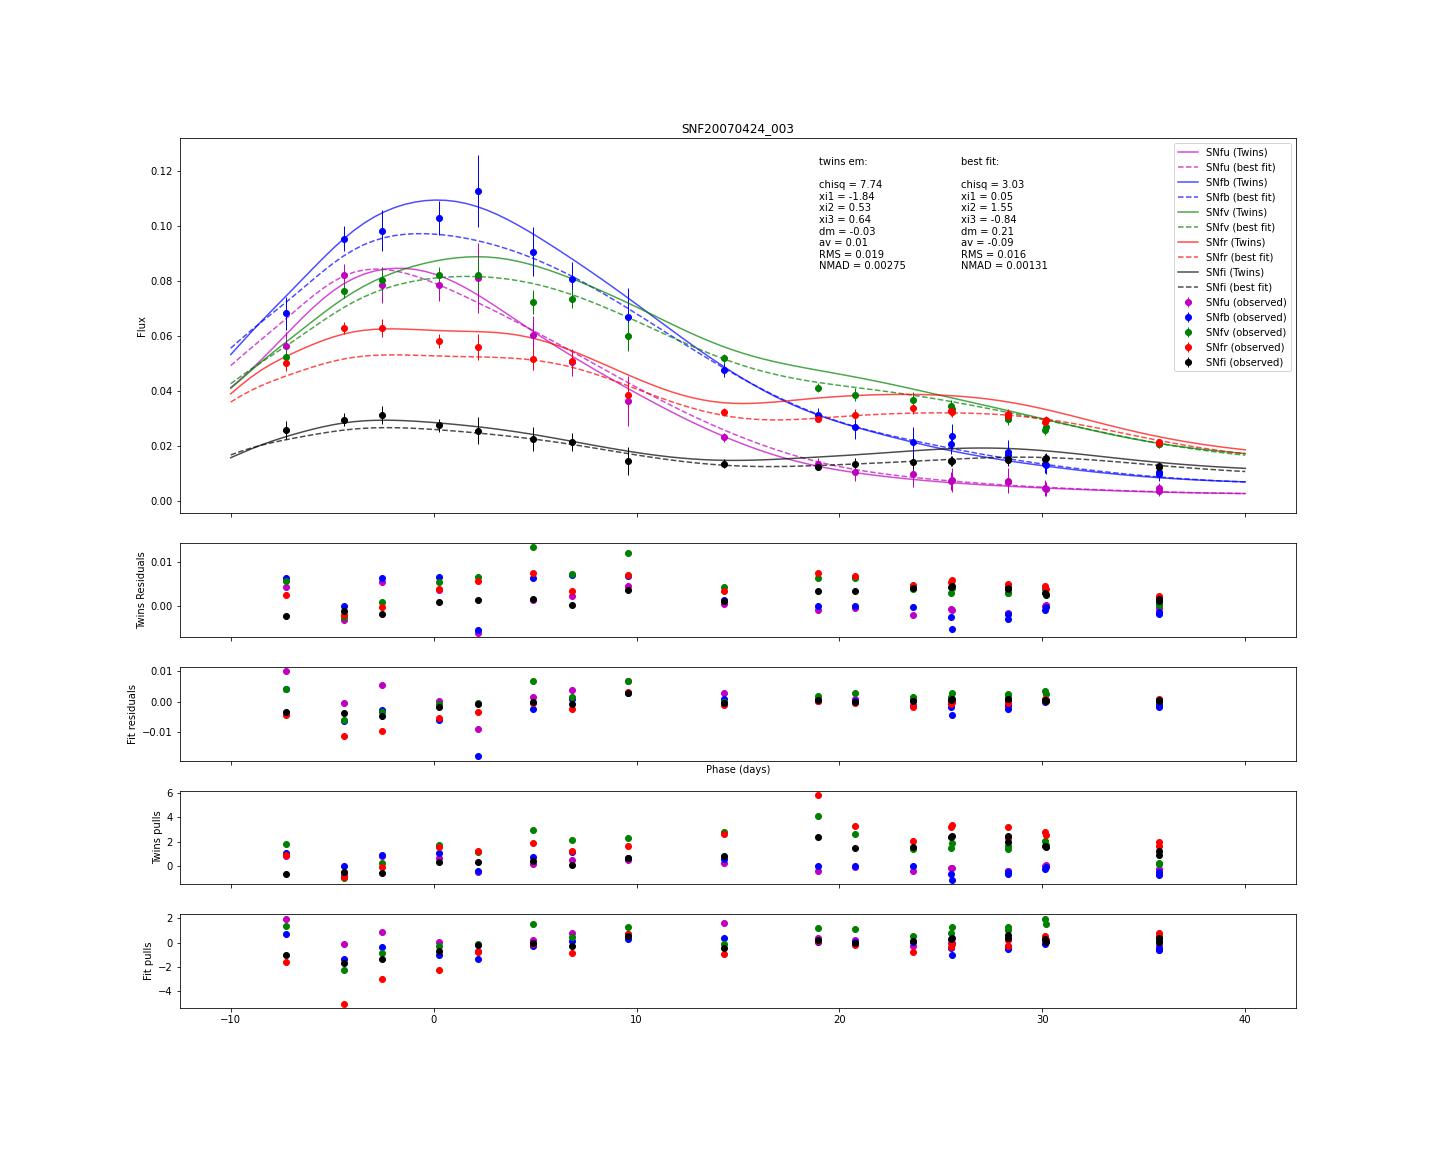 SNF20070424_003
0.12
0.10
0.08
0.06
0.04
0.02
0.00
Flux
twins em:
chisq = 7.74
xi1 = -1.84
xi2 = 0.53
xi3 = 0.64
dm = -0.03
av = 0.01
RMS = 0.019
NMAD = 0.00275
best fit:
chisq = 3.03
xi1 = 0.05
xi2 = 1.55
xi3 = -0.84
dm = 0.21
av = -0.09
RMS = 0.016
NMAD = 0.00131
SNfu (Twins)
SNfu (best fit)
SNfb (Twins)
SNfb (best fit)
SNfv (Twins)
SNfv (best fit)
SNfr (Twins)
SNfr (best fit)
SNfi (Twins)
SNfi (best fit)
SNfu (observed)
SNfb (observed)
SNfv (observed)
SNfr (observed)
SNfi (observed)
0.01
0.00
Twins Residuals
0.01
0.00
−0.01
Fit residuals
Phase (days)
6
4
2
0
Twins pulls
2
0
−2
−4
Fit pulls
−10
0
10
20
30
40